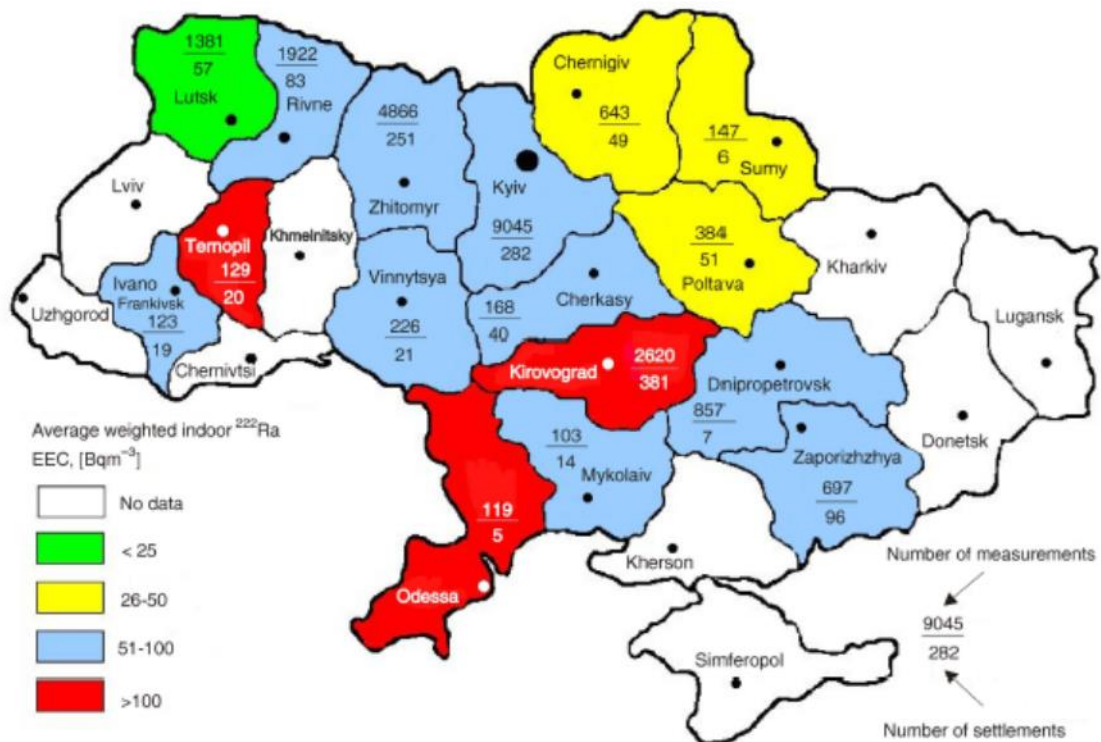 1381
57
Lutsk
1922
83
Rivne
4866
251
Zhitomyr
Kyiv
9045
282
Chernigiv
643
49
147
6
Sumy
Lviv
Ternopil
129
20
Khmelnitsky
Vinnytsya
226
21
168
40
Cherkasy
384
51
Poltava
Kharkiv
Lugansk
Uzhgorod
Ivano
Frankivsk
123
19
Chernivtsi
Kirovograd
2620
381
Dnipropetrovsk
857
7
Donetsk
103
14
Mykolaiv
Zaporizhzhya
697
96
119
5
Odessa
Kherson
Simferopol
Average weighted indoor ²²²Ra
EEC, [Bqm⁻³]
No data
< 25
26-50
51-100
>100
Number of measurements
9045
282
Number of settlements